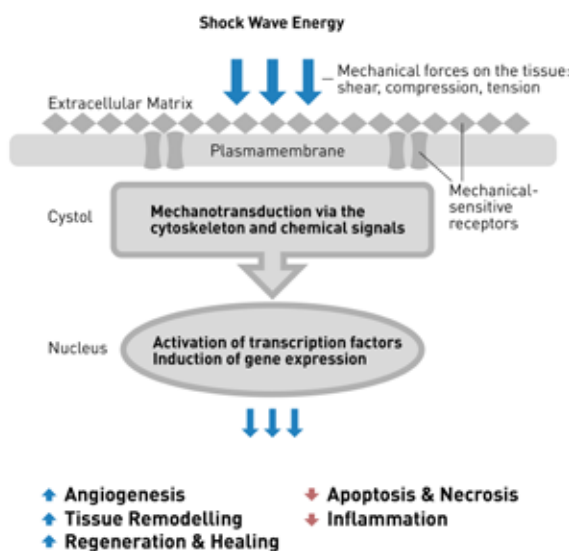 Shock Wave Energy
Mechanical forces on the tissue:
shear, compression, tension
Extracellular Matrix
Plasmamembrane
Mechanical-
sensitive
receptors
Cystol
Mechanotransduction via the
cytoskeleton and chemical signals
Nucleus
Activation of transcription factors
Induction of gene expression
Angiogenesis
Tissue Remodelling
Regeneration & Healing
Apoptosis & Necrosis
Inflammation